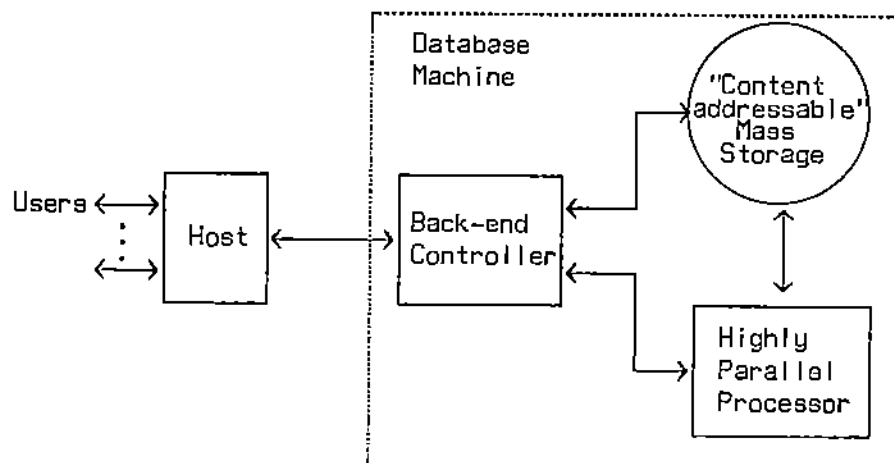 Database
Machine
"Content
addressable"
Mass
Storage
Users
Host
Back-end
Controller
Highly
Parallel
Processor